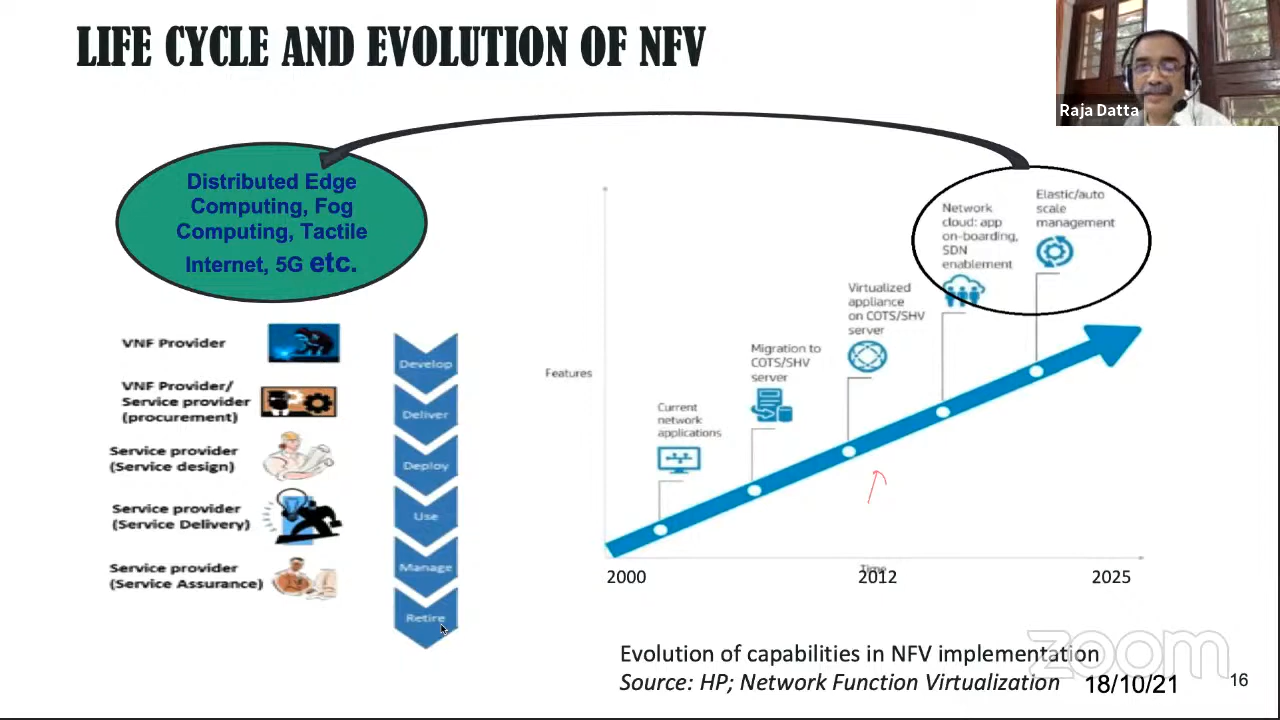 LIFE CYCLE AND EVOLUTION OF NFV
Raja Datta
Distributed Edge
Computing, Fog
Computing, Tactile
Internet, 5G etc.
VNF Provider
VNF Provider/
Service provider
(procurement)
Service provider
(Service design)
Service provider
(Service Delivery)
Service provider
(Service Assurance)
Develop
Deliver
Deploy
Use
Manage
Retire
Features
Current
network
applications
Migration to
COTS/SHV
server
Virtualized
appliance
on COTS/SHV
server
Network
cloud: app
on-boarding,
SDN
enablement
Elastic/auto
scale
management
Time
2000
2012
2025
Evolution of capabilities in NFV implementation
Source: HP; Network Function Virtualization
18/10/21
16
zoom